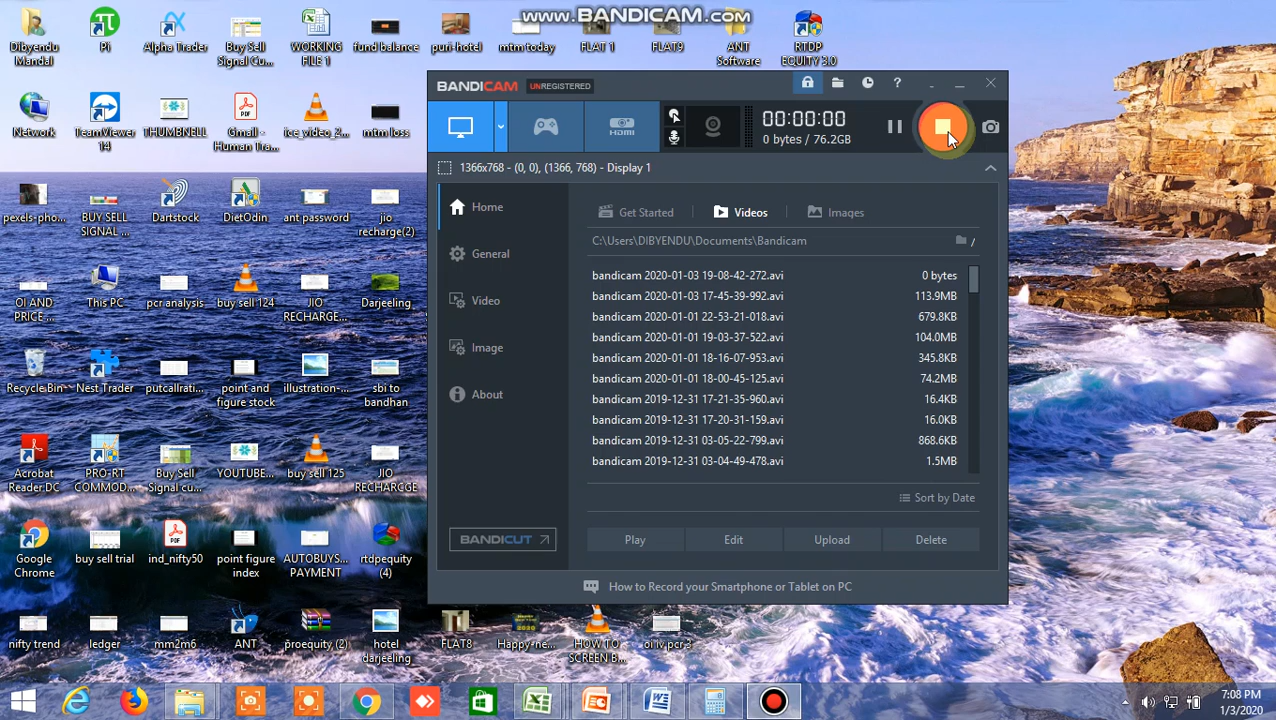 www.BANDICAM.com
Dibyendu Mandal
Pi
Alpha Trader
Buy Sell Signal Cu...
WORKING FILE 1
fund balance
puri-hotel
mtm today
FLAT 1
FLAT9
ANT Software
RTDP EQUITY 3.0
Network
TeamViewer 14
THUMBNELL
Gmail - Human Tra...
ice_video_2...
mtm loss
pexels-pho...
BUY SELL SIGNAL ...
Dartstock
DietOdin
ant password
jio recharge(2)
OI AND PRICE-...
This PC
pcr analysis
buy sell 124
JIO RECHARGE...
Darjeeling
Recycle Bin
Nest Trader
putcallrati...
point and figure stock
illustration-...
sbi to bandhan
Acrobat Reader DC
PRO-RT COMMOD...
Buy Sell Signal cu...
YOUTUBE...
buy sell 125
JIO RECHARGE
Google Chrome
buy sell trial
ind_nifty50
point figure index
AUTOBUYS... PAYMENT
rtdpequity (4)
nifty trend
ledger
mm2m6
ANT
proequity (2)
hotel darjeeling
FLAT8
Happy-ne...
HOW TO SCREEN B...
oi iv pcr 3
BANDICAM UNREGISTERED
HDMI
00:00:00
0 bytes / 76.2GB
1366x768 - (0, 0), (1366, 768) - Display 1
Home
General
Video
Image
About
BANDICUT
Get Started
Videos
Images
C:\Users\DIBYENDU\Documents\Bandicam
/
bandicam 2020-01-03 19-08-42-272.avi 0 bytes
bandicam 2020-01-03 17-45-39-992.avi 113.9MB
bandicam 2020-01-01 22-53-21-018.avi 679.8KB
bandicam 2020-01-01 19-03-37-522.avi 104.0MB
bandicam 2020-01-01 18-16-07-953.avi 345.8KB
bandicam 2020-01-01 18-00-45-125.avi 74.2MB
bandicam 2019-12-31 17-21-35-960.avi 16.4KB
bandicam 2019-12-31 17-20-31-159.avi 16.0KB
bandicam 2019-12-31 03-05-22-799.avi 868.8KB
bandicam 2019-12-31 03-04-49-478.avi 1.5MB
Sort by Date
Play
Edit
Upload
Delete
How to Record your Smartphone or Tablet on PC
7:08 PM
1/3/2020